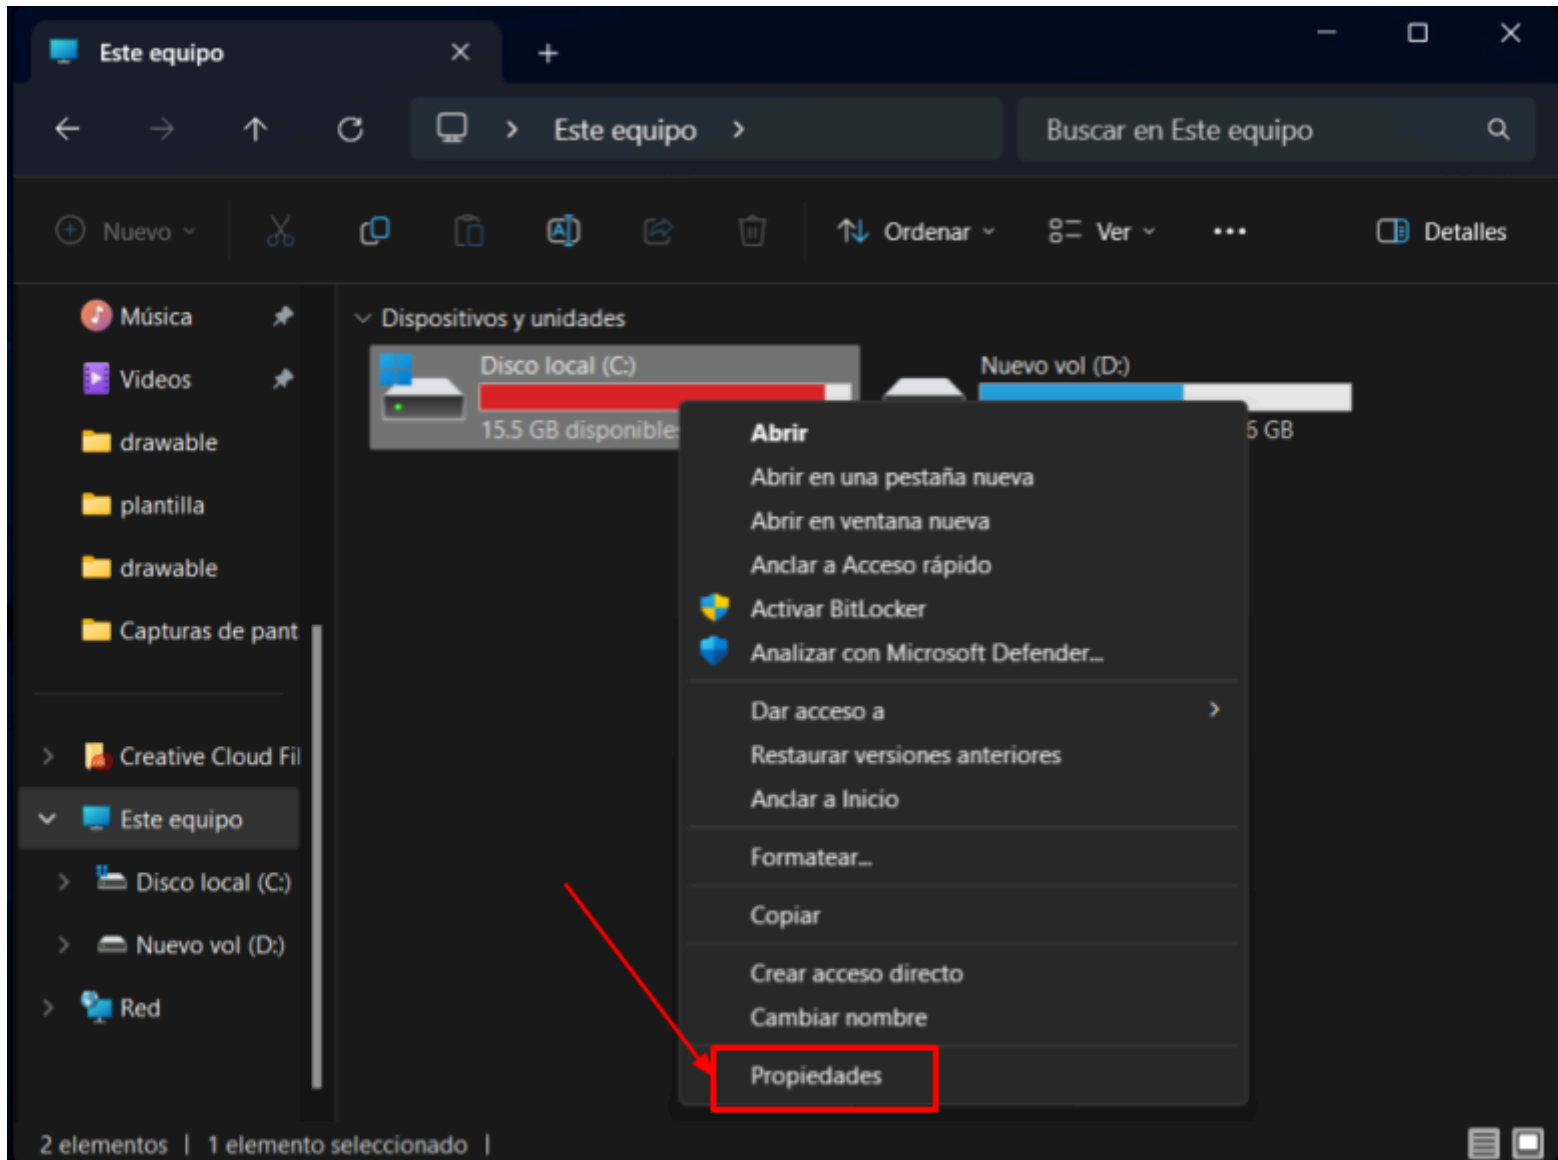 Este equipo
Este equipo
Buscar en Este equipo
Nuevo
Ordenar
Ver
Detalles
Música
Videos
drawable
plantilla
drawable
Capturas de pant
Creative Cloud Fil
Este equipo
Disco local (C:)
Nuevo vol (D:)
Red
Dispositivos y unidades
Disco local (C:)
15.5 GB disponible
Nuevo vol (D:)
6 GB
Abrir
Abrir en una pestaña nueva
Abrir en ventana nueva
Anclar a Acceso rápido
Activar BitLocker
Analizar con Microsoft Defender...
Dar acceso a
Restaurar versiones anteriores
Anclar a Inicio
Formatear...
Copiar
Crear acceso directo
Cambiar nombre
Propiedades
2 elementos | 1 elemento seleccionado |